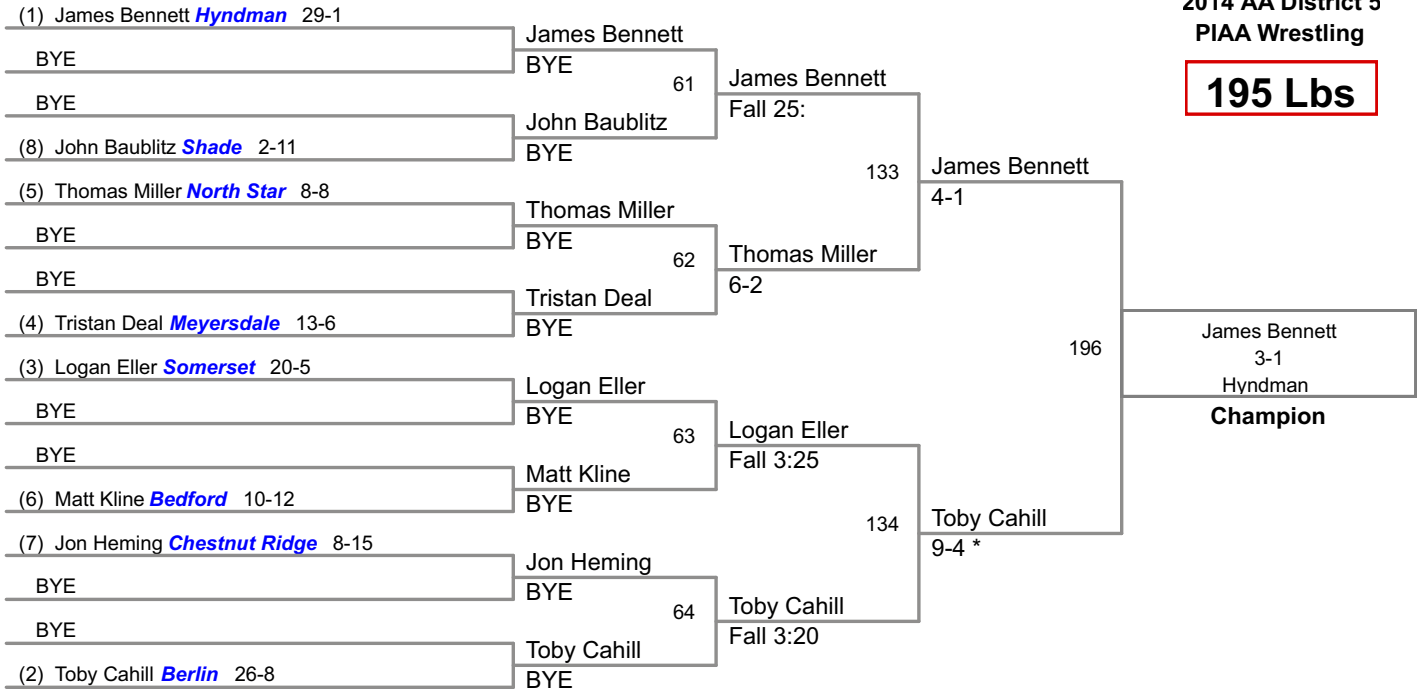 2014 AA District 5
PIAA Wrestling
195 Lbs
(1) James Bennett Hyndman 29-1
BYE
BYE
(8) John Baublitz Shade 2-11
(5) Thomas Miller North Star 8-8
BYE
BYE
(4) Tristan Deal Meyersdale 13-6
(3) Logan Eller Somerset 20-5
BYE
BYE
(6) Matt Kline Bedford 10-12
(7) Jon Heming Chestnut Ridge 8-15
BYE
BYE
(2) Toby Cahill Berlin 26-8
James Bennett
BYE
61
John Baublitz
BYE
Thomas Miller
BYE
62
Tristan Deal
BYE
Logan Eller
BYE
63
Matt Kline
BYE
Jon Heming
BYE
64
Toby Cahill
BYE
James Bennett
Fall 25:
133
Thomas Miller
6-2
Logan Eller
Fall 3:25
134
Toby Cahill
Fall 3:20
James Bennett
4-1
196
Toby Cahill
9-4 *
James Bennett
3-1
Hyndman
Champion